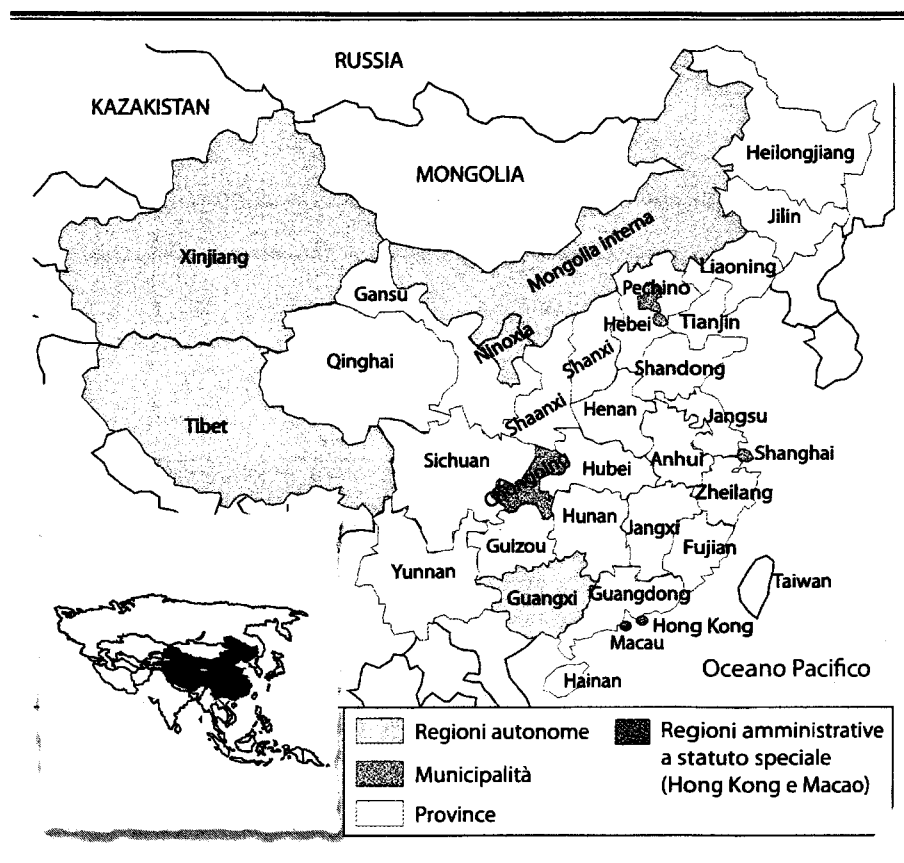 RUSSIA
KAZAKISTAN
MONGOLIA
Heilongjiang
Jilin
Xinjiang
Mongolia interna
Liaoning
Pechino
Gansu
Hebei
Tianjin
Ninoxia
Qinghai
Shanxi
Shandong
Shaanxi
Henan
Jangsu
Tibet
Sichuan
Hubei
Anhui
Shanghai
Zheilang
Hunan
Jangxi
Guizou
Fujian
Yunnan
Guangxi
Guangdong
Taiwan
Hong Kong
Macau
Hainan
Oceano Pacifico
Regioni autonome
Municipalità
Province
Regioni amministrative
a statuto speciale
(Hong Kong e Macao)